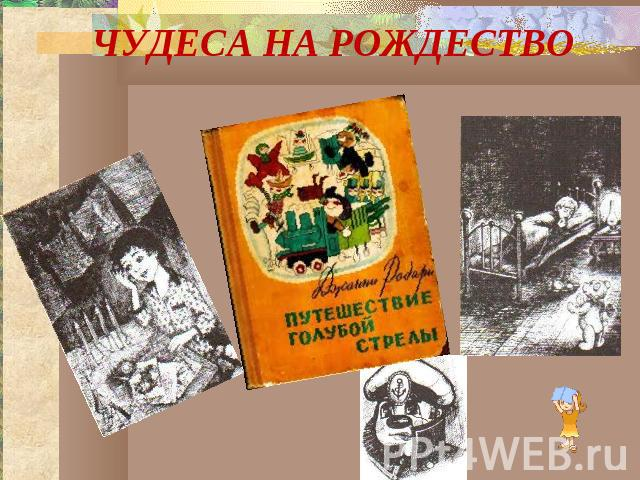 ЧУДЕСА НА РОЖДЕСТВО
Джанни Родари
ПУТЕШЕСТВИЕ
ГОЛУБОЙ
СТРЕЛЫ
PPt4WEB.ru